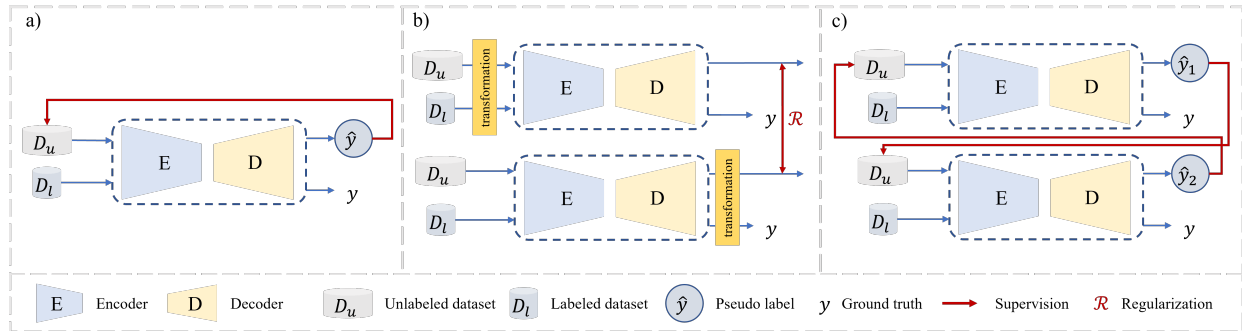 a)
D_u
D_l
E
D
ŷ
y
b)
D_u
D_l
transformation
E
D
y
ℛ
D_u
D_l
E
D
transformation
y
c)
D_u
D_l
E
D
ŷ_1
y
D_u
D_l
E
D
ŷ_2
y
E Encoder D Decoder D_u Unlabeled dataset D_l Labeled dataset ŷ Pseudo label y Ground truth Supervision ℛ Regularization